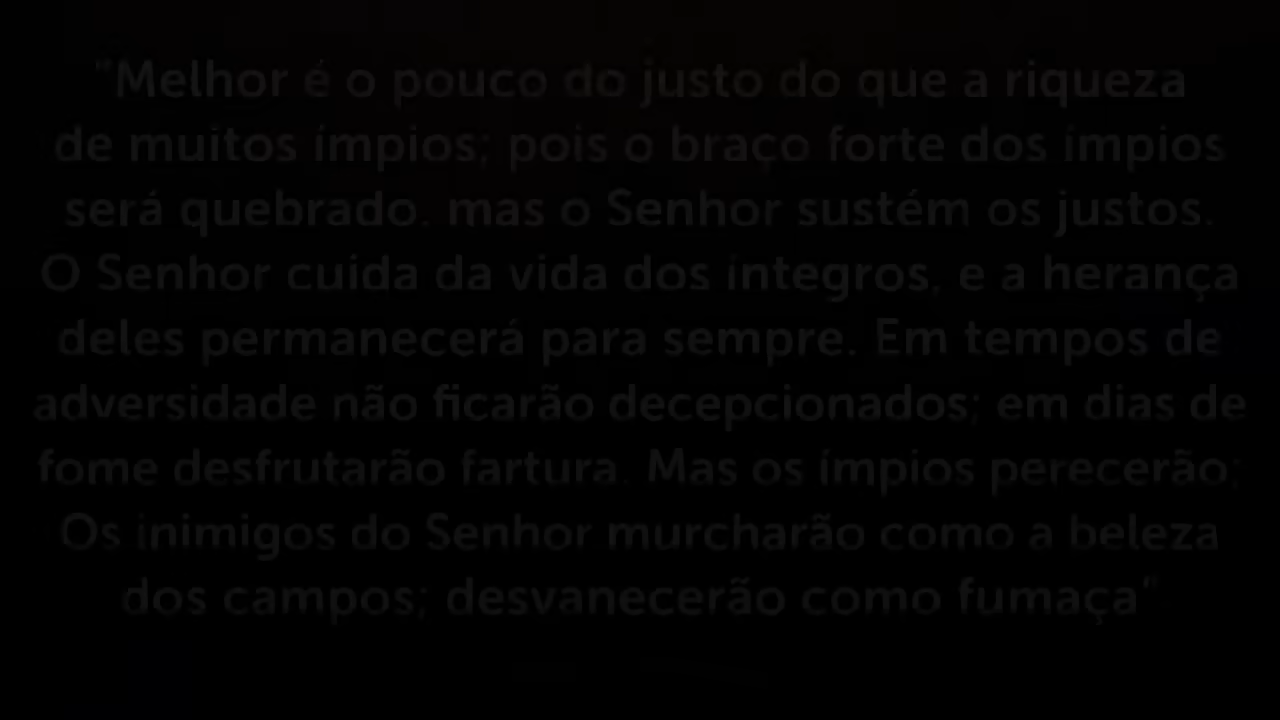 "Melhor é o pouco do justo do que a riqueza
de muitos ímpios; pois o braço forte dos ímpios
será quebrado, mas o Senhor sustém os justos.
O Senhor cuida da vida dos íntegros, e a herança
deles permanecerá para sempre. Em tempos de
adversidade não ficarão decepcionados; em dias de
fome desfrutarão fartura. Mas os ímpios perecerão;
Os inimigos do Senhor murcharão como a beleza
dos campos; desvanecerão como fumaça"